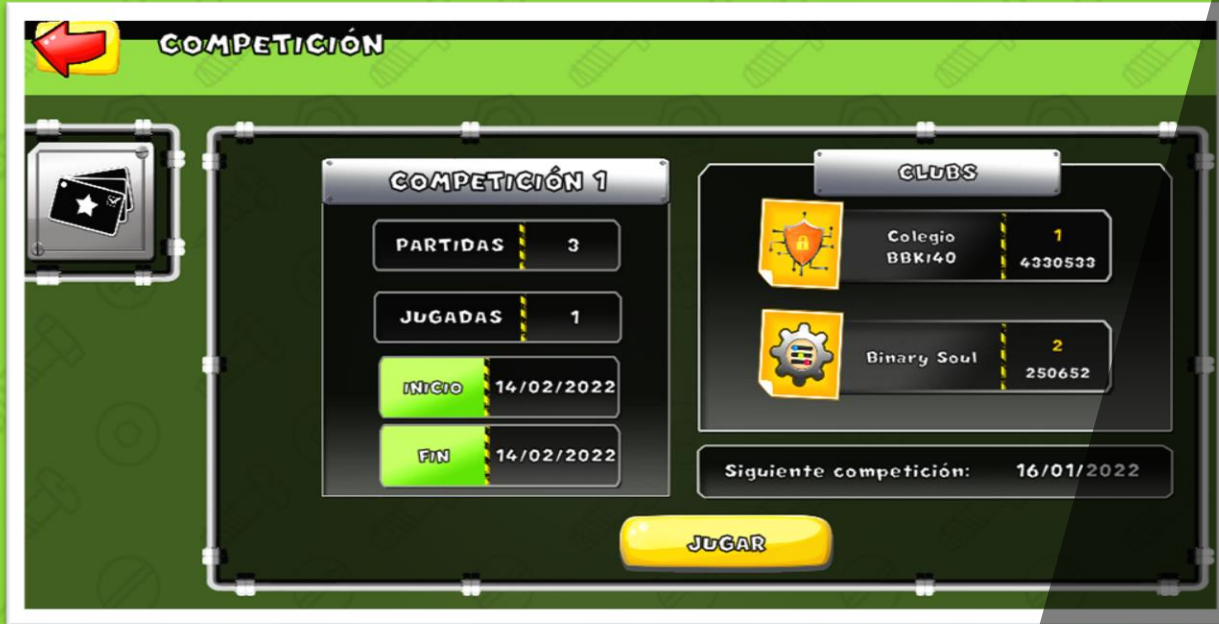 COMPETICIÓN
COMPETICIÓN 1
PARTIDAS 3
JUGADAS 1
INICIO 14/02/2022
FIN 14/02/2022
CLUBS
Colegio
BBK140
1
4330533
Binary Soul
2
250652
Siguiente competición: 16/01/2022
JUGAR